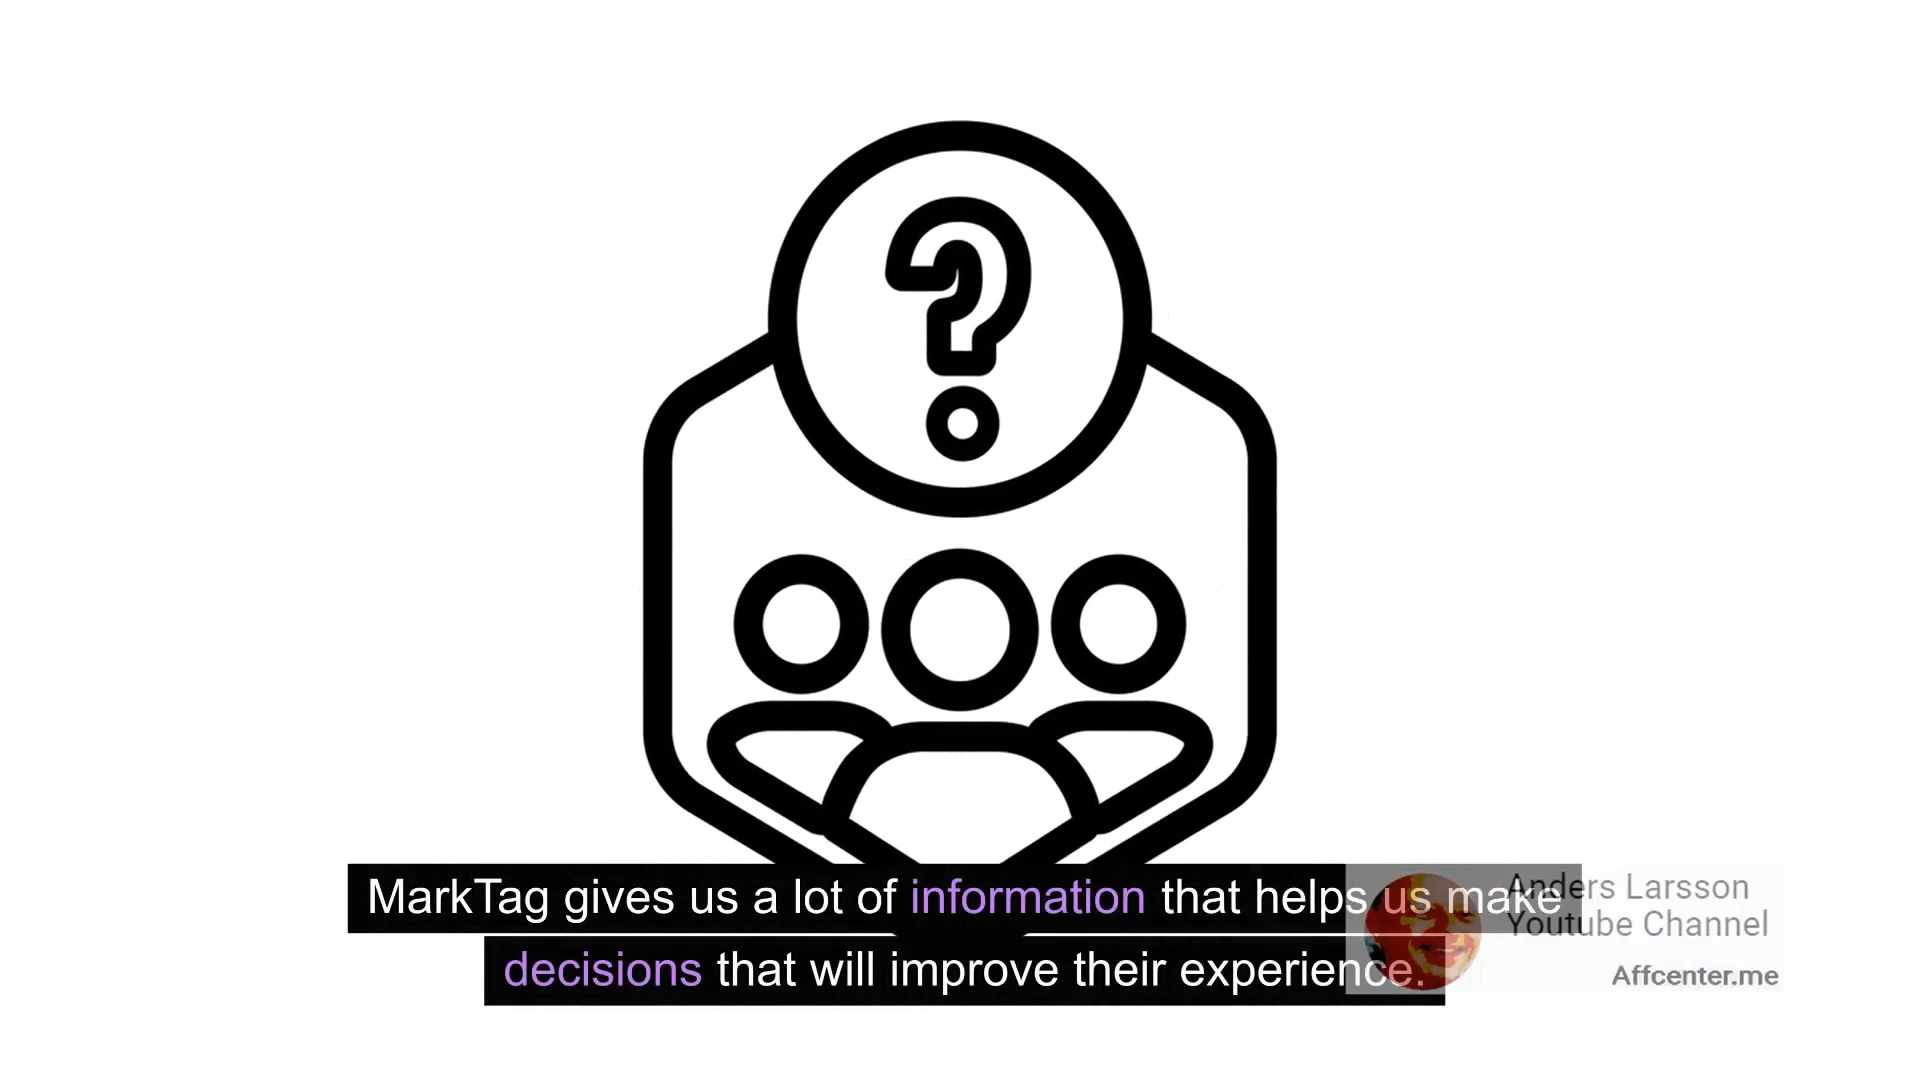 MarkTag gives us a lot of information that helps us make
decisions that will improve their experience.
Anders Larsson
Youtube Channel
Affcenter.me